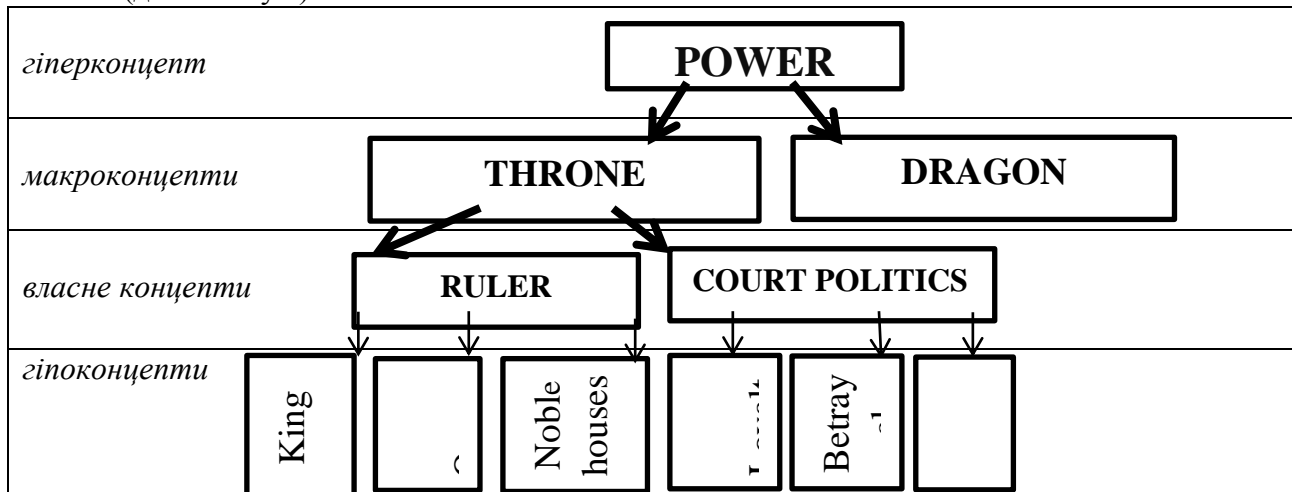 гіперконцепт
POWER
макроконцепти
THRONE
DRAGON
власне концепти
RULER
COURT POLITICS
гіпоконцепти
King
Noble
houses
Betray